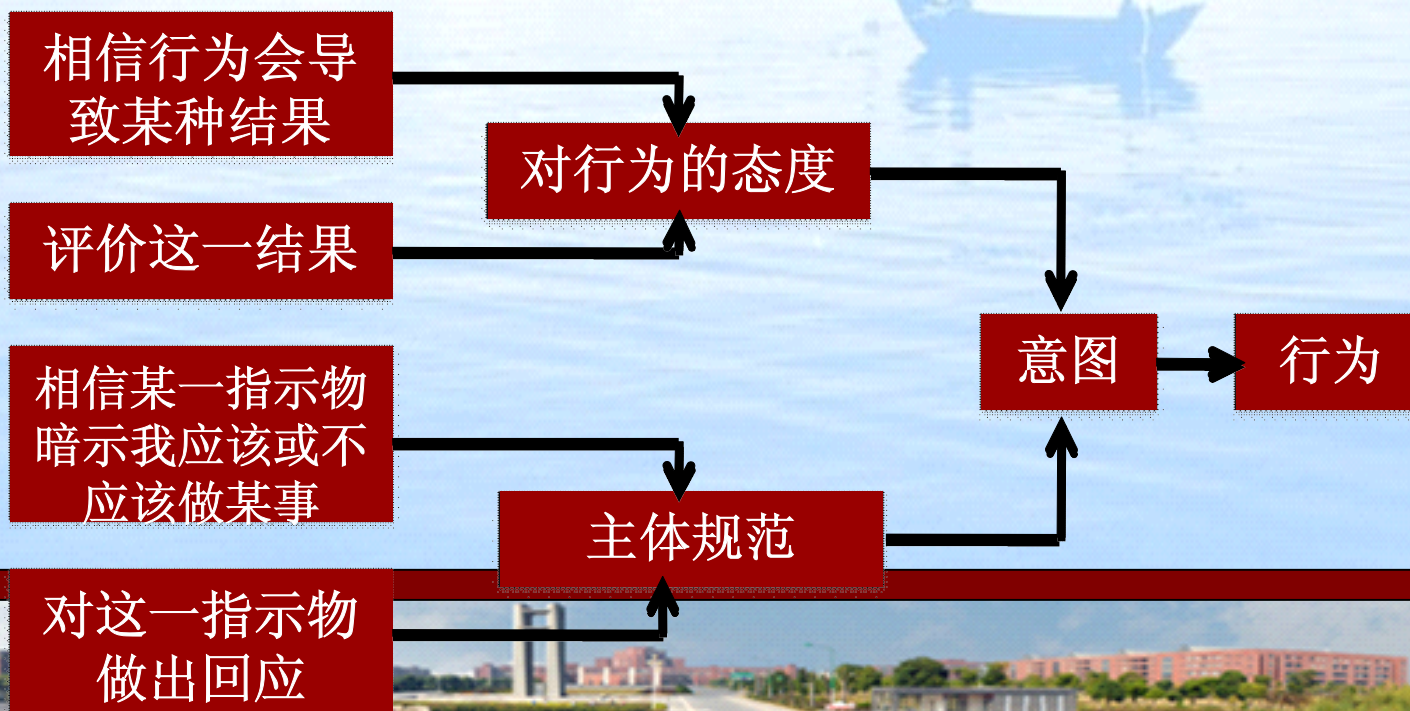 相信行为会导
致某种结果
对行为的态度
评价这一结果
意图
行为
相信某一指示物
暗示我应该或不
应该做某事
主体规范
对这一指示物
做出回应